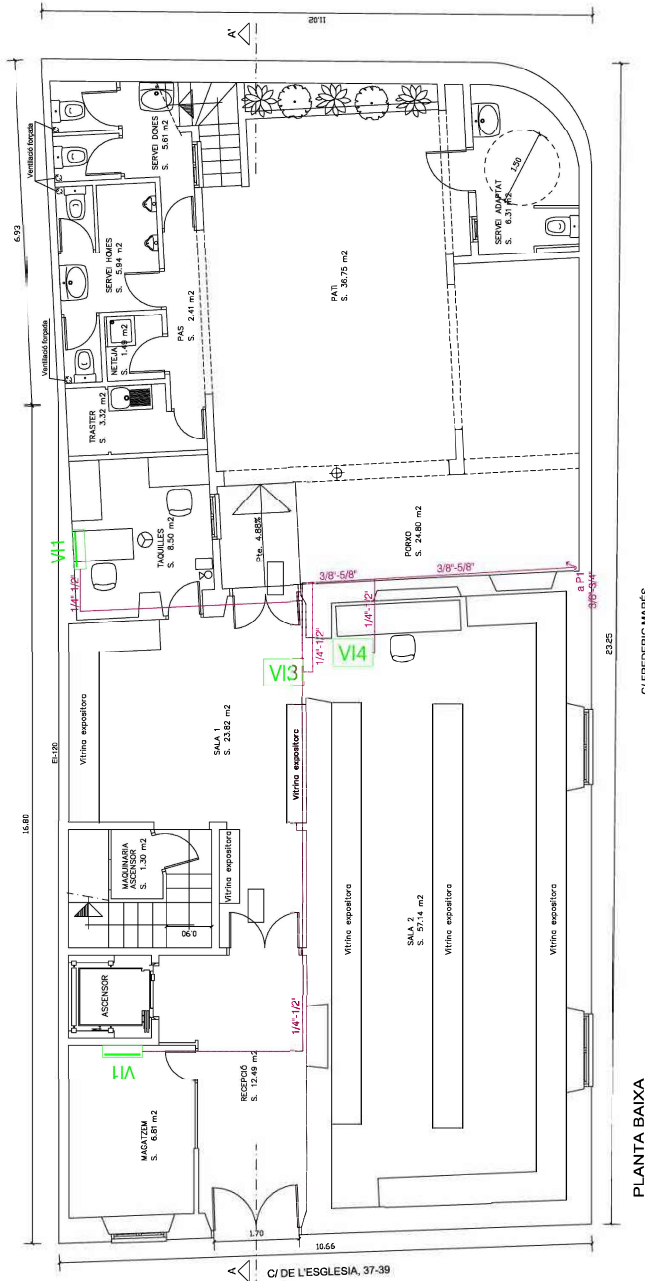 11.02
A'
Ventilació forçada
6.93
SERVEI DONES
S. 5.61 m2
SERVEI HOMES
S. 5.94 m2
SERVEI ADAPTAT
S. 6.31 m2
1.50
PATI
S. 36.75 m2
PAS
S. 2.41 m2
NETEJA
S. 1.49 m2
Ventilació forçada
TRASTER
S. 3.32 m2
VI1
TAQUILLES
S. 8.50 m2
Pte. 4.88%
PORXO
S. 24.80 m2
1/4"-1/2"
3/8"-5/8"
3/8"-5/8"
a P1
3/8"-3/4"
1/4"-1/2"
1/4"-1/2"
VI3
VI4
EI-120
Vitrina expositora
SALA 1
S. 23.82 m2
Vitrina expositora
23.25
C/ FREDERIC MARÈS
16.80
MAQUINARIA
ASCENSOR
S. 1.30 m2
Vitrina expositora
0.90
ASCENSOR
Vitrina expositora
Vitrina expositora
Vitrina expositora
SALA 2
S. 57.14 m2
1/4"-1/2"
VI1
RECEPCIÓ
S. 12.49 m2
MAGATZEM
S. 6.81 m2
1.70
10.66
A
C/ DE L'ESGLESIA, 37-39
PLANTA BAIXA